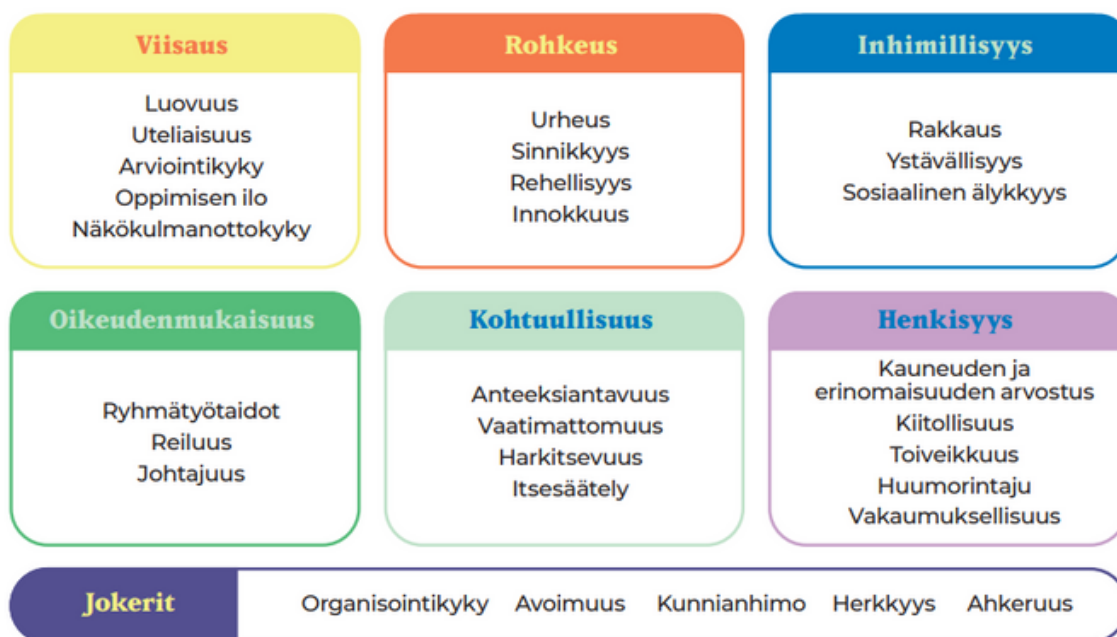 Viisaus
Luovuus
Uteliaisuus
Arviointikyky
Oppimisen ilo
Näkökulmanottokyky
Rohkeus
Urheus
Sinnikkyys
Rehellisyys
Innokkuus
Inhimillisyys
Rakkaus
Ystävällisyys
Sosiaalinen älykkyys
Oikeudenmukaisuus
Ryhmätyötaidot
Reiluus
Johtajuus
Kohtuullisuus
Anteeksiantavuus
Vaatimattomuus
Harkitsevuus
Itsesäätely
Henkisyys
Kauneuden ja
erinomaisuuden arvostus
Kiitollisuus
Toiveikkuus
Huumorintaju
Vakaumuksellisuus
Jokerit
Organisointikyky Avoimuus Kunnianhimo Herkkyys Ahkeruus